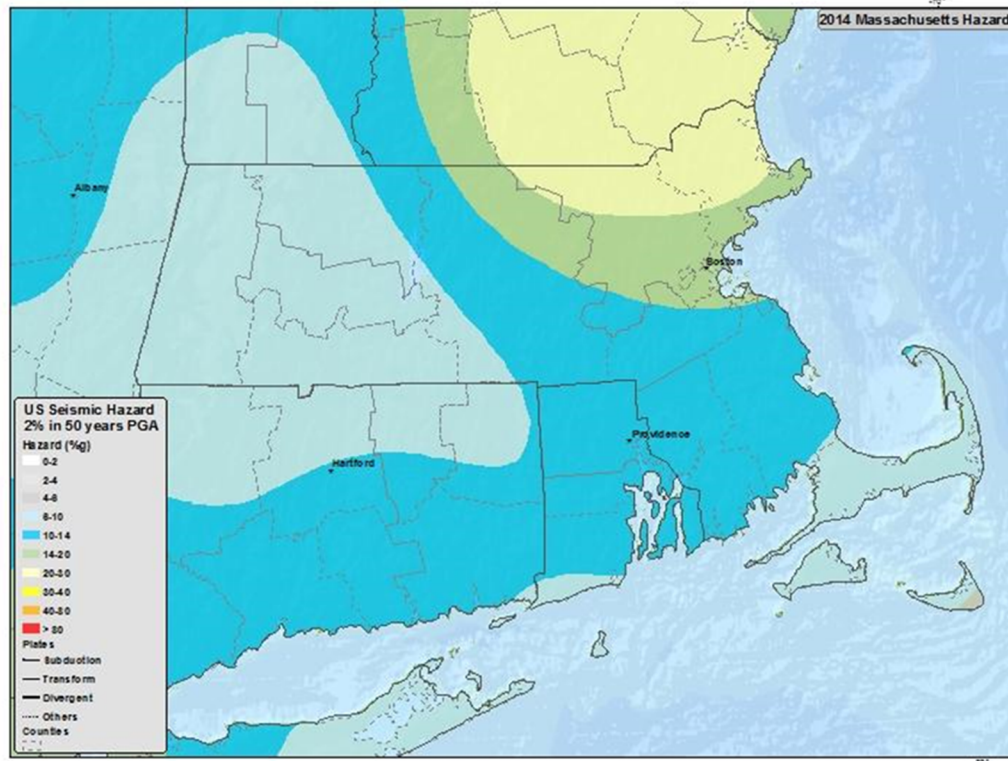 2014 Massachusetts Hazard
Albany
Boston
Providence
Hartford
US Seismic Hazard
2% in 50 years PGA
Hazard (%g)
0-2
2-4
4-6
6-10
10-14
14-20
20-30
30-40
40-80
> 80
Plates
Subduction
Transform
Divergent
Others
Counties